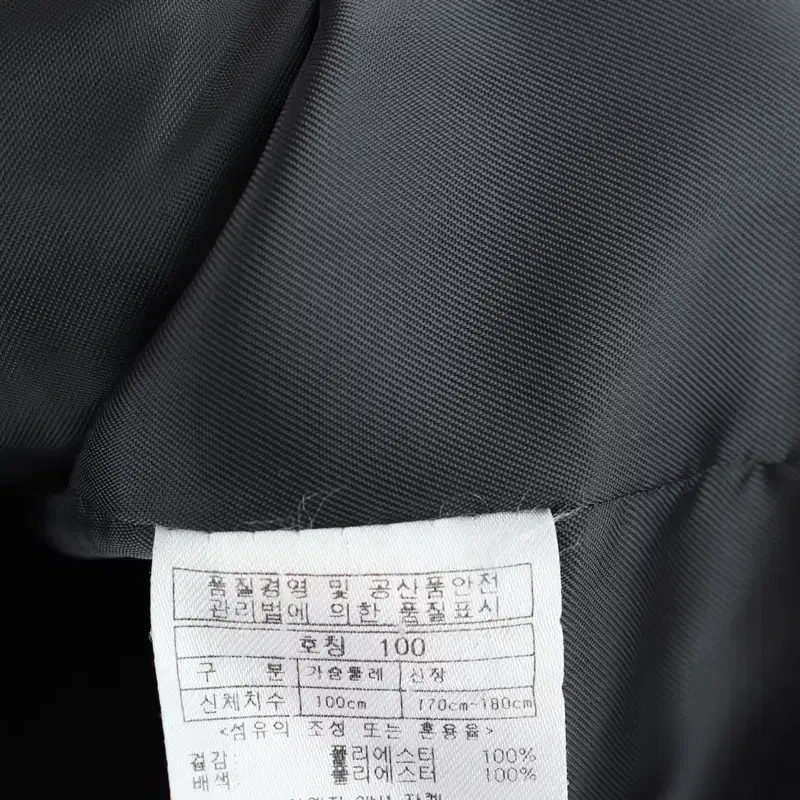 품질경영 및 공산품안전
관리법에 의한 품질표시
호칭 100
구 분 가슴둘레 신장
신체치수 100cm 170cm~180cm
<섬유의 조성 또는 혼용율>
겉감: 폴리에스터 100%
배색: 폴리에스터 100%